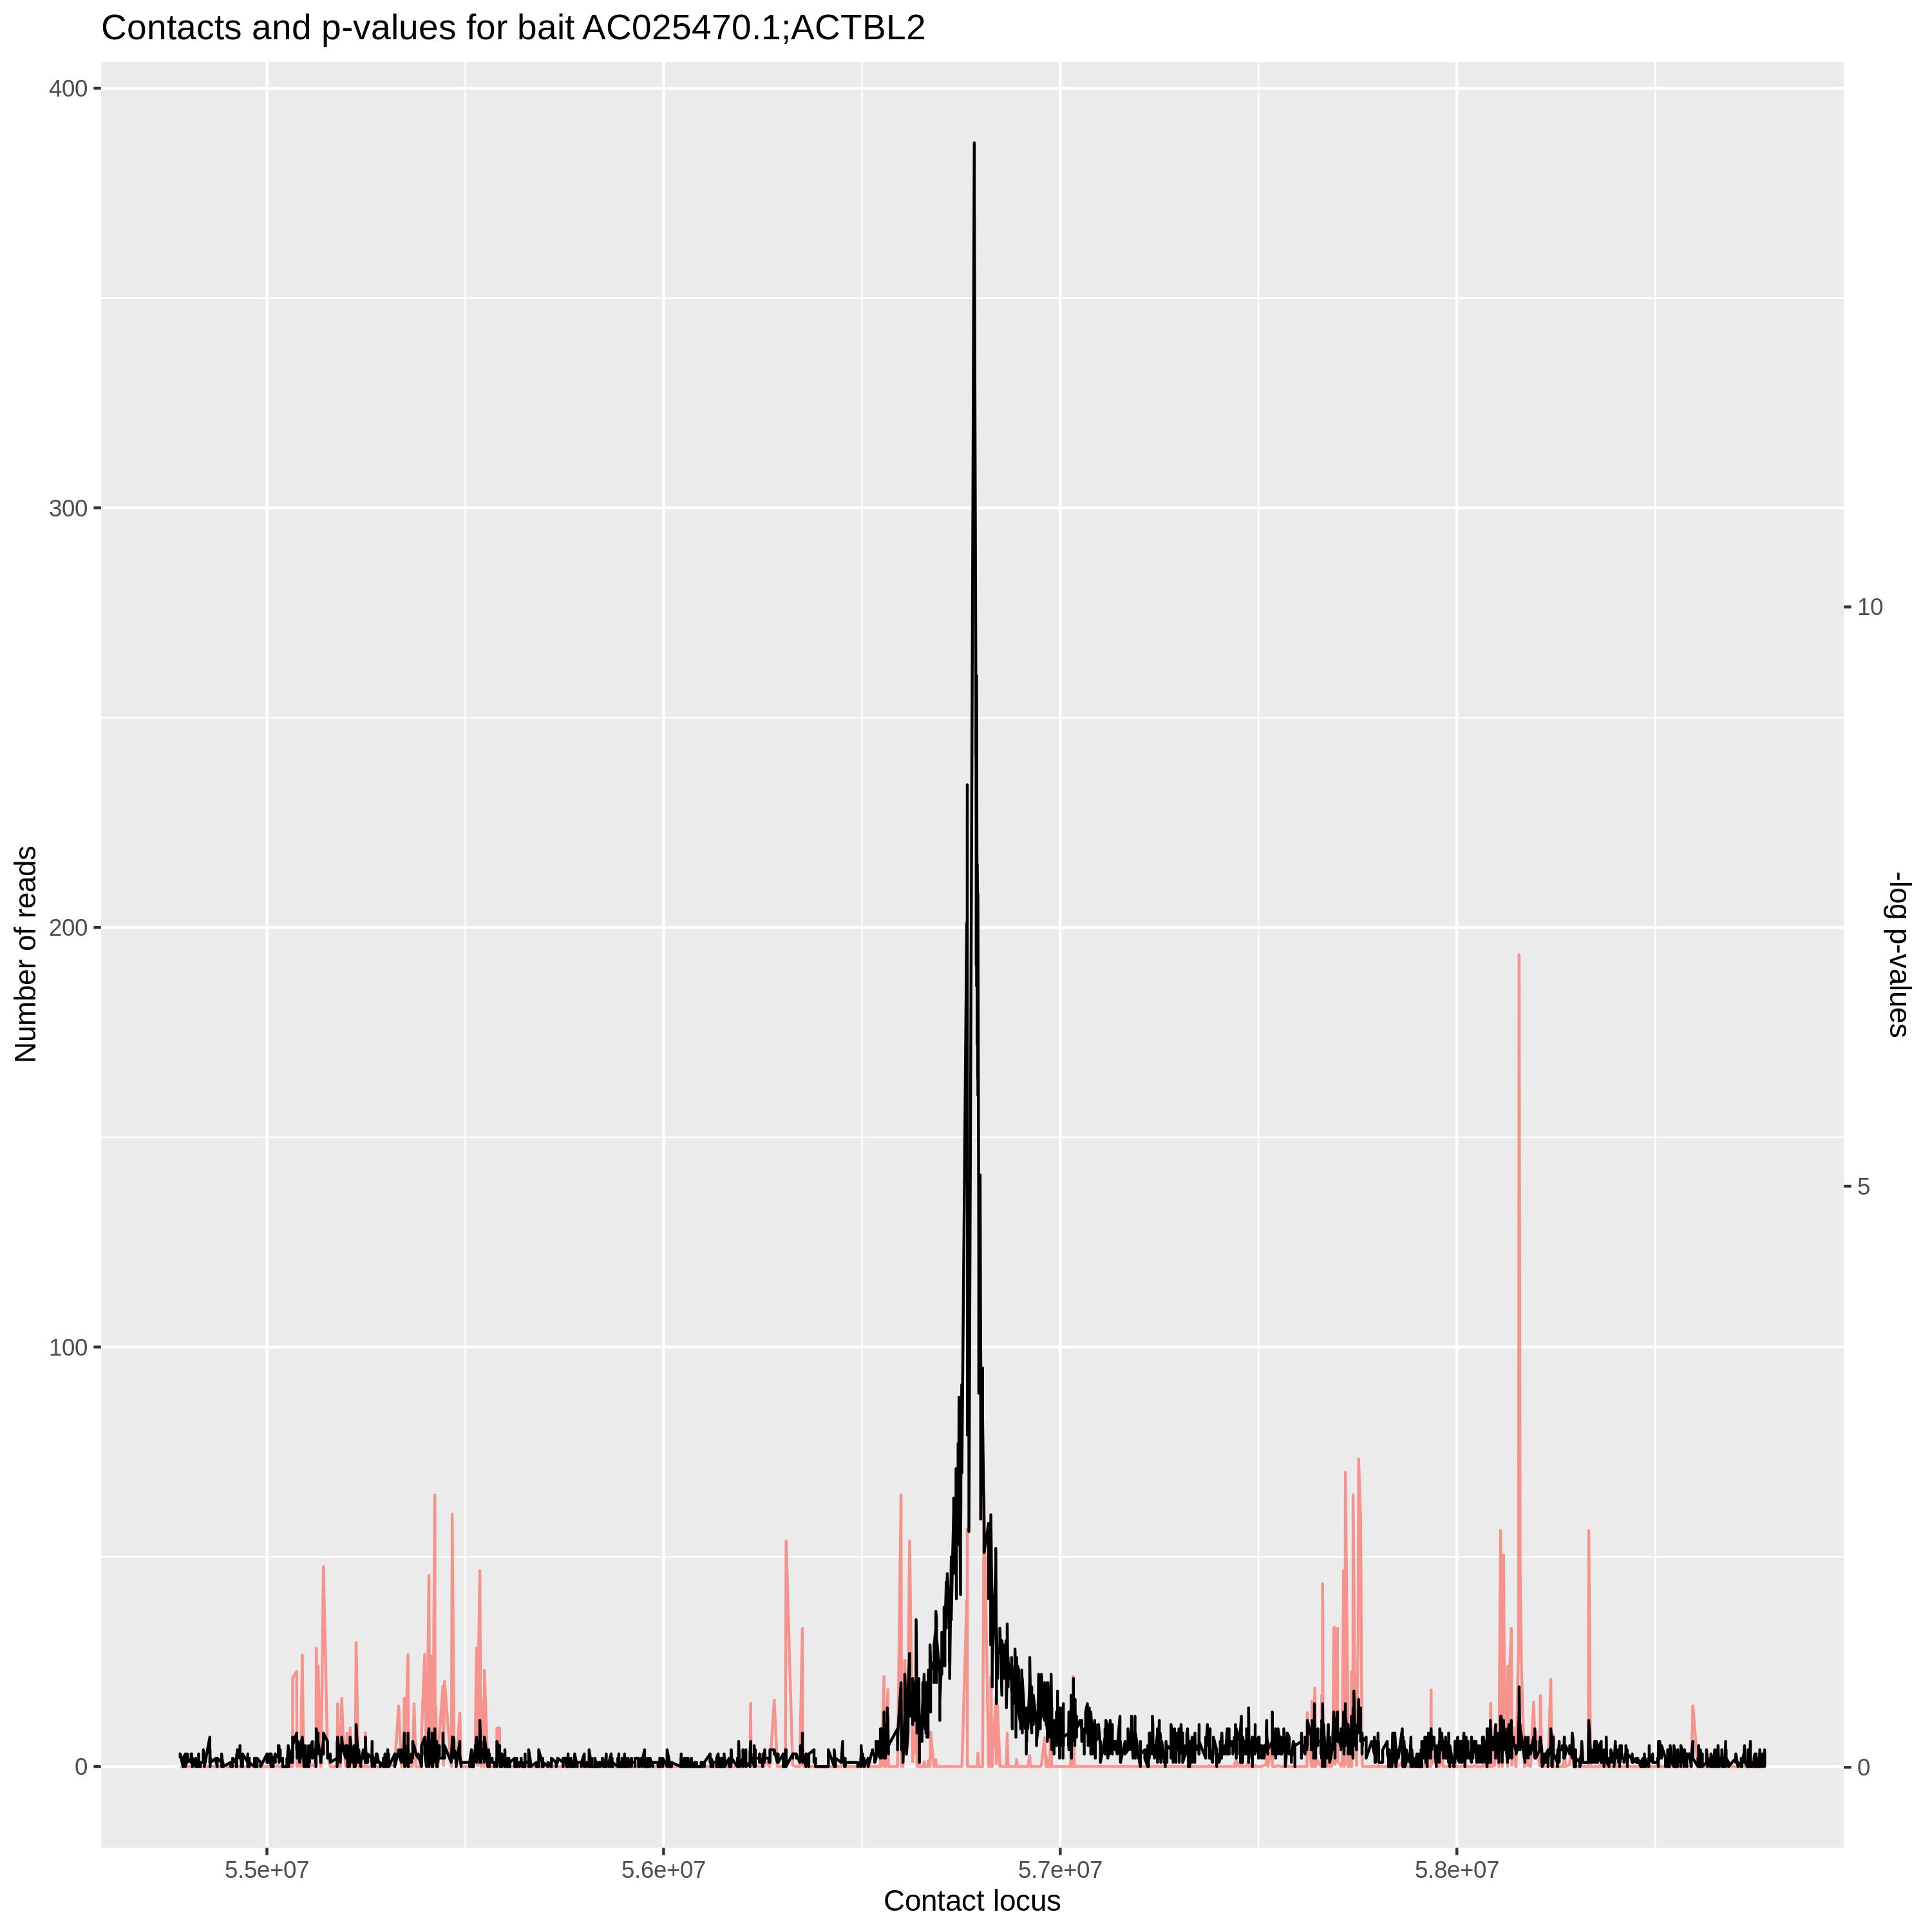 Contacts and p-values for bait AC025470.1;ACTBL2
400
300
200
100
0
Number of reads
10
5
0
-log p-values
5.5e+07
5.6e+07
5.7e+07
5.8e+07
Contact locus